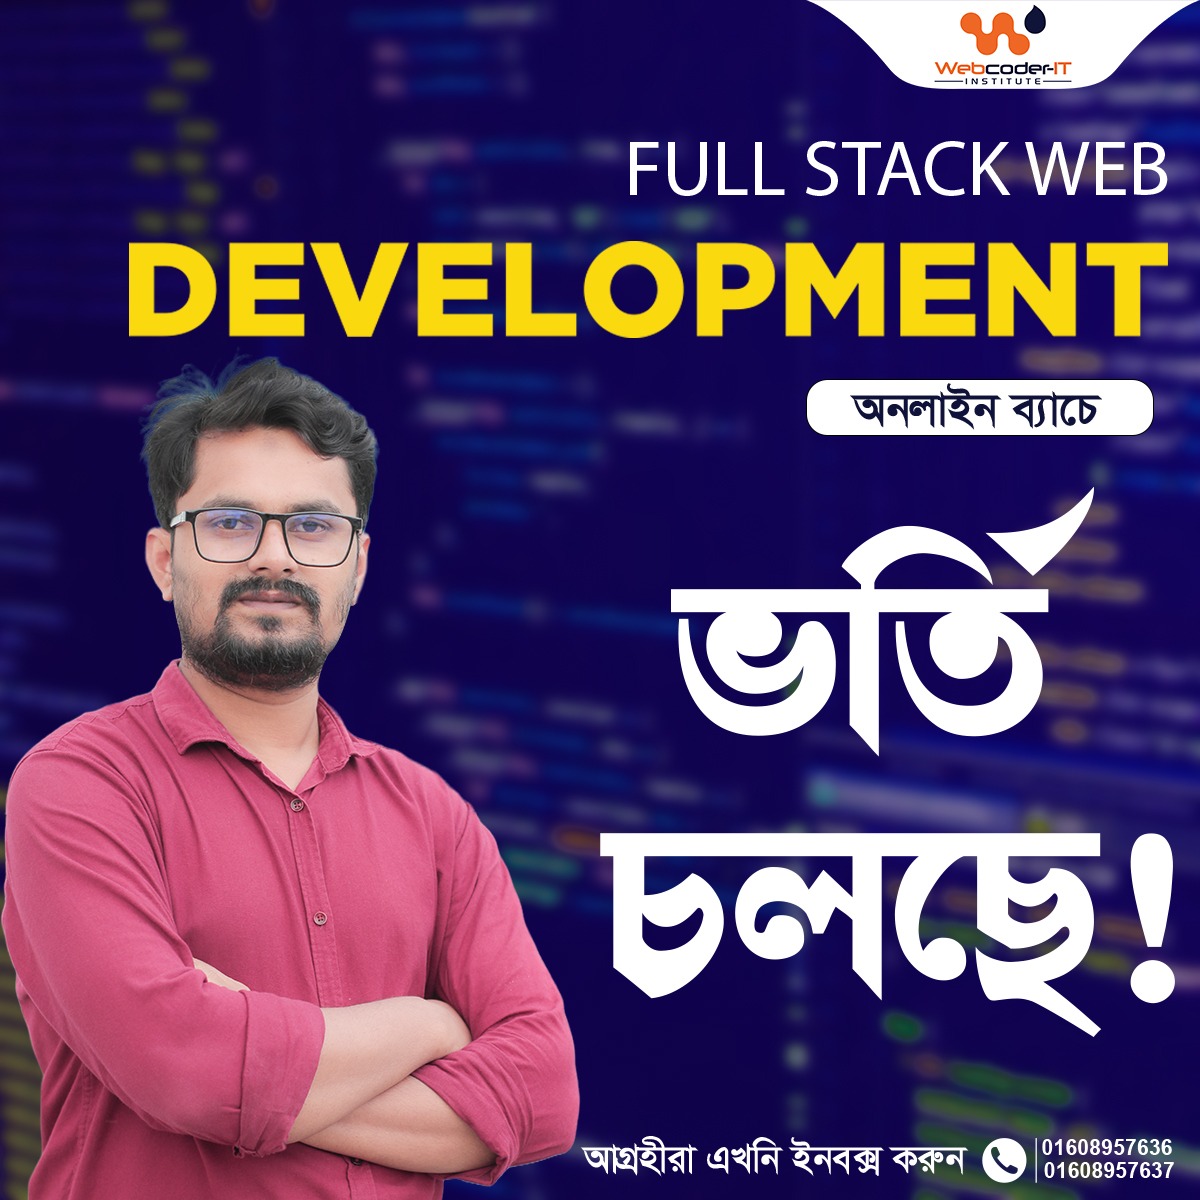 Webcoder-IT
INSTITUTE
FULL STACK WEB
DEVELOPMENT
অনলাইন ব্যাচে
ভর্তি
চলছে!
আগ্রহীরা এখনি ইনবক্স করুন
01608957636
01608957637